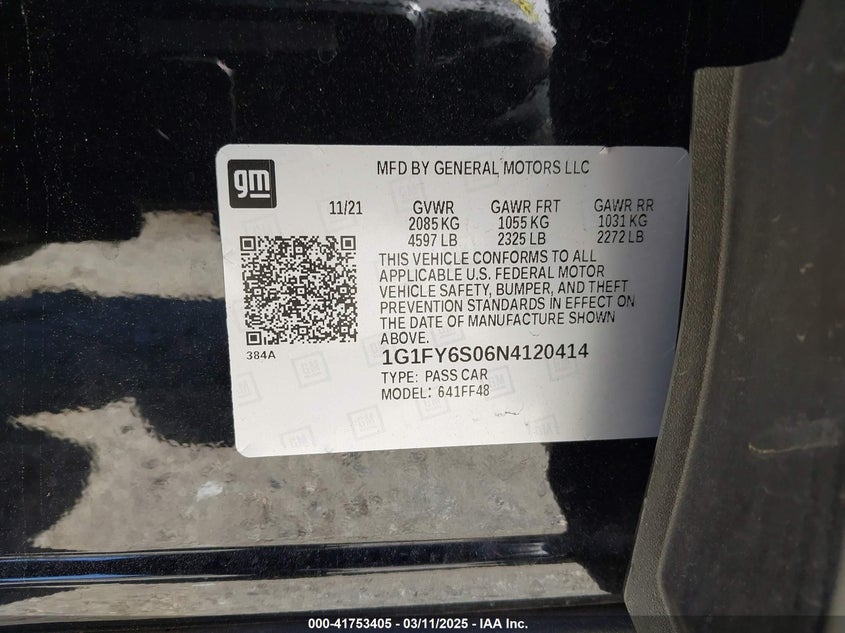 gm
MFD BY GENERAL MOTORS LLC
11/21 GVWR GAWR FRT GAWR RR
2085 KG 1055 KG 1031 KG
4597 LB 2325 LB 2272 LB
THIS VEHICLE CONFORMS TO ALL
APPLICABLE U.S. FEDERAL MOTOR
VEHICLE SAFETY, BUMPER, AND THEFT
PREVENTION STANDARDS IN EFFECT ON
THE DATE OF MANUFACTURE SHOWN
ABOVE.
384A
1G1FY6S06N4120414
TYPE: PASS CAR
MODEL: 641FF48
000-41753405 - 03/11/2025 - IAA Inc.